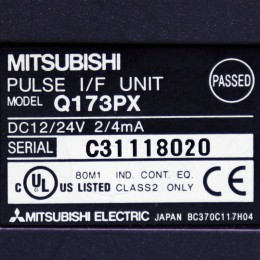 MITSUBISHI
PULSE I/F UNIT
PASSED
MODEL Q173PX
DC12/24V 2/4mA
SERIAL C31118020
C UL US LISTED 80M1 IND. CONT. EQ.
CLASS2 ONLY CE
MITSUBISHI ELECTRIC JAPAN BC370C117H04